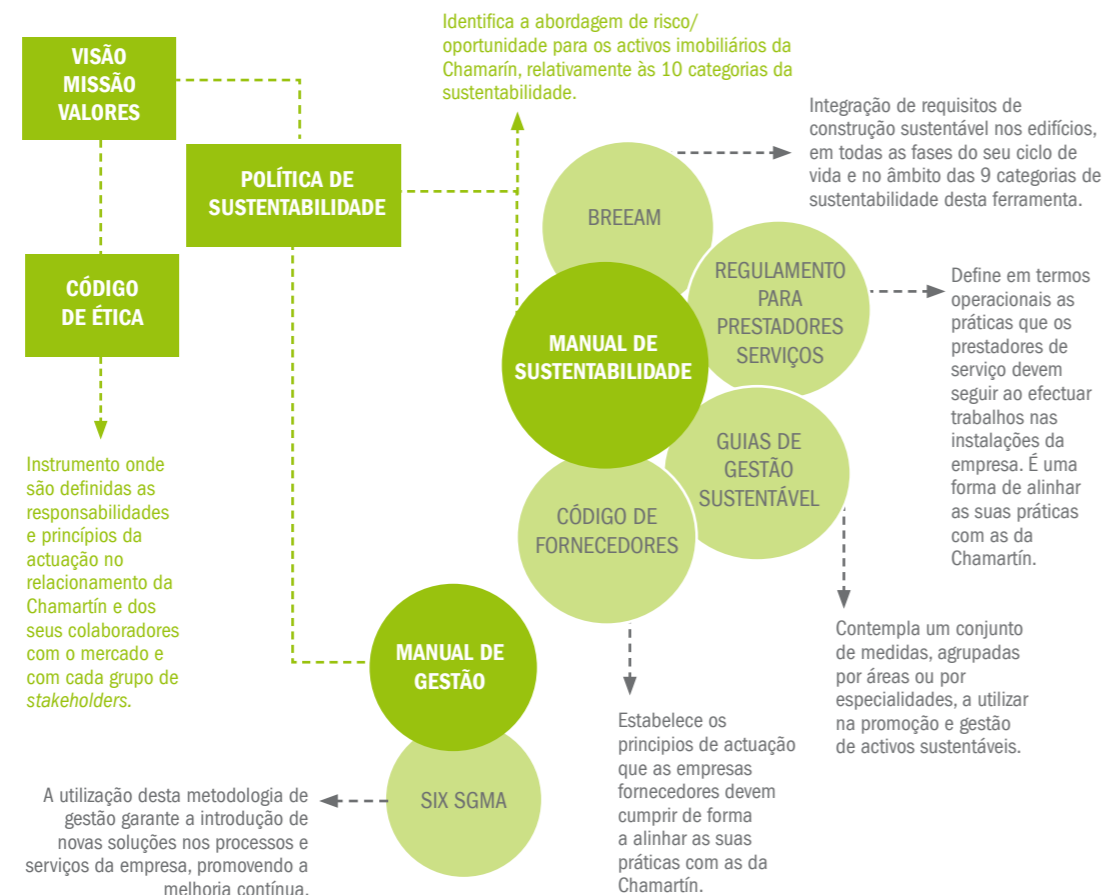 VISÃO
MISSÃO
VALORES
Identifica a abordagem de risco/
oportunidade para os activos imobiliários da
Chamarín, relativamente às 10 categorias da
sustentabilidade.
POLÍTICA DE
SUSTENTABILIDADE
CÓDIGO
DE ÉTICA
Instrumento onde
são definidas as
responsabilidades
e princípios da
actuação no
relacionamento da
Chamartín e dos
seus colaboradores
com o mercado e
com cada grupo de
stakeholders.
BREEAM
Integração de requisitos de
construção sustentável nos edifícios,
em todas as fases do seu ciclo de
vida e no âmbito das 9 categorias de
sustentabilidade desta ferramenta.
REGULAMENTO
PARA
PRESTADORES
SERVIÇOS
Define em termos
operacionais as
práticas que os
prestadores de
serviço devem
seguir ao efectuar
trabalhos nas
instalações da
empresa. É uma
forma de alinhar
as suas práticas
com as da
Chamartín.
MANUAL DE
SUSTENTABILIDADE
GUIAS DE
GESTÃO
SUSTENTÁVEL
Contempla um conjunto
de medidas, agrupadas
por áreas ou por
especialidades, a utilizar
na promoção e gestão
de activos sustentáveis.
CÓDIGO DE
FORNECEDORES
Estabelece os
principios de actuação
que as empresas
fornecedores devem
cumprir de forma
a alinhar as suas
práticas com as da
Chamartín.
MANUAL DE
GESTÃO
SIX SGMA
A utilização desta metodologia de
gestão garante a introdução de
novas soluções nos processos e
serviços da empresa, promovendo a
melhoria contínua.